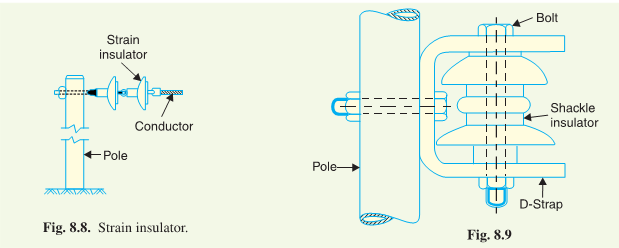 Strain
insulator
Conductor
Pole
Fig. 8.8. Strain insulator.
Bolt
Shackle
insulator
Pole
D-Strap
Fig. 8.9